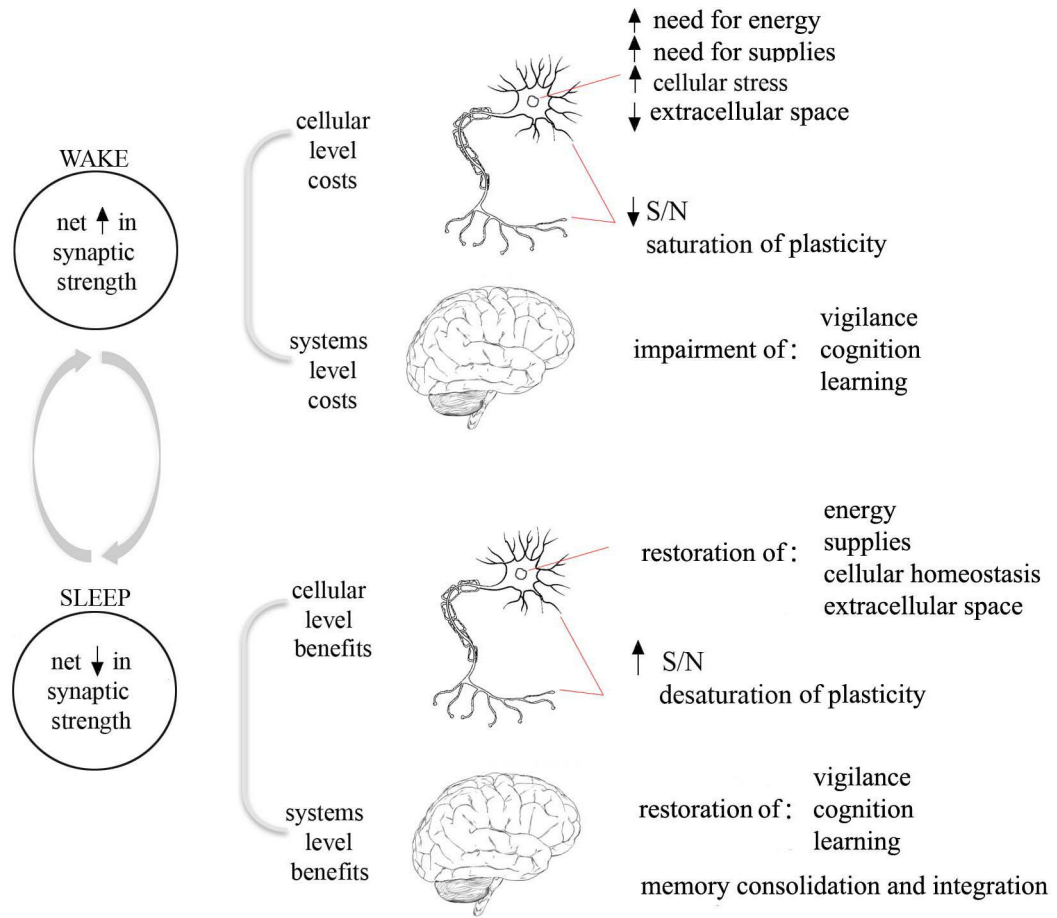 WAKE
net ↑ in
synaptic
strength
cellular
level
costs
↑ need for energy
↑ need for supplies
↑ cellular stress
↓ extracellular space
↓ S/N
saturation of plasticity
systems
level
costs
impairment of:
vigilance
cognition
learning
SLEEP
net ↓ in
synaptic
strength
cellular
level
benefits
restoration of:
energy
supplies
cellular homeostasis
extracellular space
↑ S/N
desaturation of plasticity
systems
level
benefits
restoration of:
vigilance
cognition
learning
memory consolidation and integration